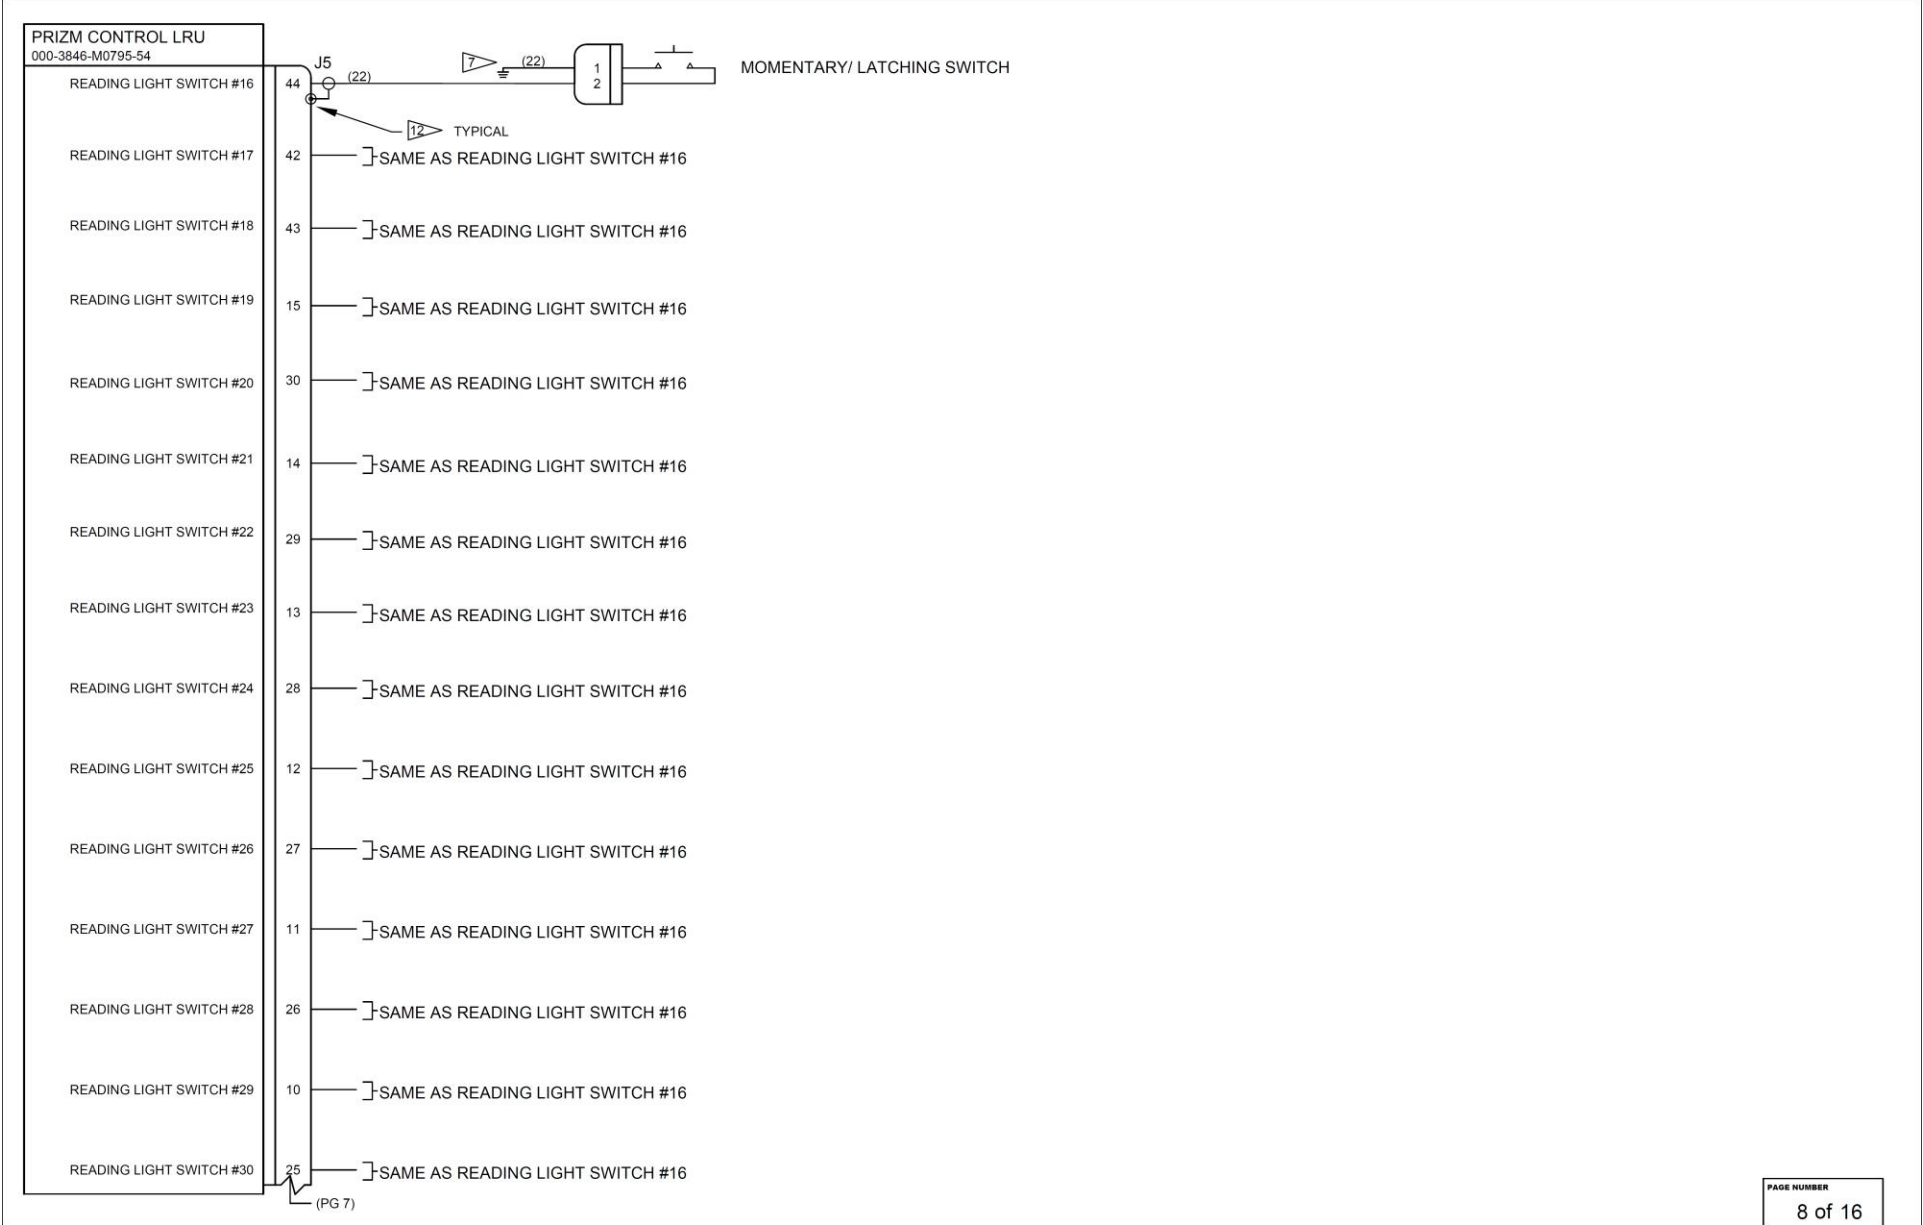 PRIZM CONTROL LRU
000-3846-M0795-54
J5
READING LIGHT SWITCH #16 44 (22) 7 (22) 1 MOMENTARY/ LATCHING SWITCH
2
12 TYPICAL
READING LIGHT SWITCH #17 42 SAME AS READING LIGHT SWITCH #16
READING LIGHT SWITCH #18 43 SAME AS READING LIGHT SWITCH #16
READING LIGHT SWITCH #19 15 SAME AS READING LIGHT SWITCH #16
READING LIGHT SWITCH #20 30 SAME AS READING LIGHT SWITCH #16
READING LIGHT SWITCH #21 14 SAME AS READING LIGHT SWITCH #16
READING LIGHT SWITCH #22 29 SAME AS READING LIGHT SWITCH #16
READING LIGHT SWITCH #23 13 SAME AS READING LIGHT SWITCH #16
READING LIGHT SWITCH #24 28 SAME AS READING LIGHT SWITCH #16
READING LIGHT SWITCH #25 12 SAME AS READING LIGHT SWITCH #16
READING LIGHT SWITCH #26 27 SAME AS READING LIGHT SWITCH #16
READING LIGHT SWITCH #27 11 SAME AS READING LIGHT SWITCH #16
READING LIGHT SWITCH #28 26 SAME AS READING LIGHT SWITCH #16
READING LIGHT SWITCH #29 10 SAME AS READING LIGHT SWITCH #16
READING LIGHT SWITCH #30 25 SAME AS READING LIGHT SWITCH #16
(PG 7)
PAGE NUMBER
8 of 16